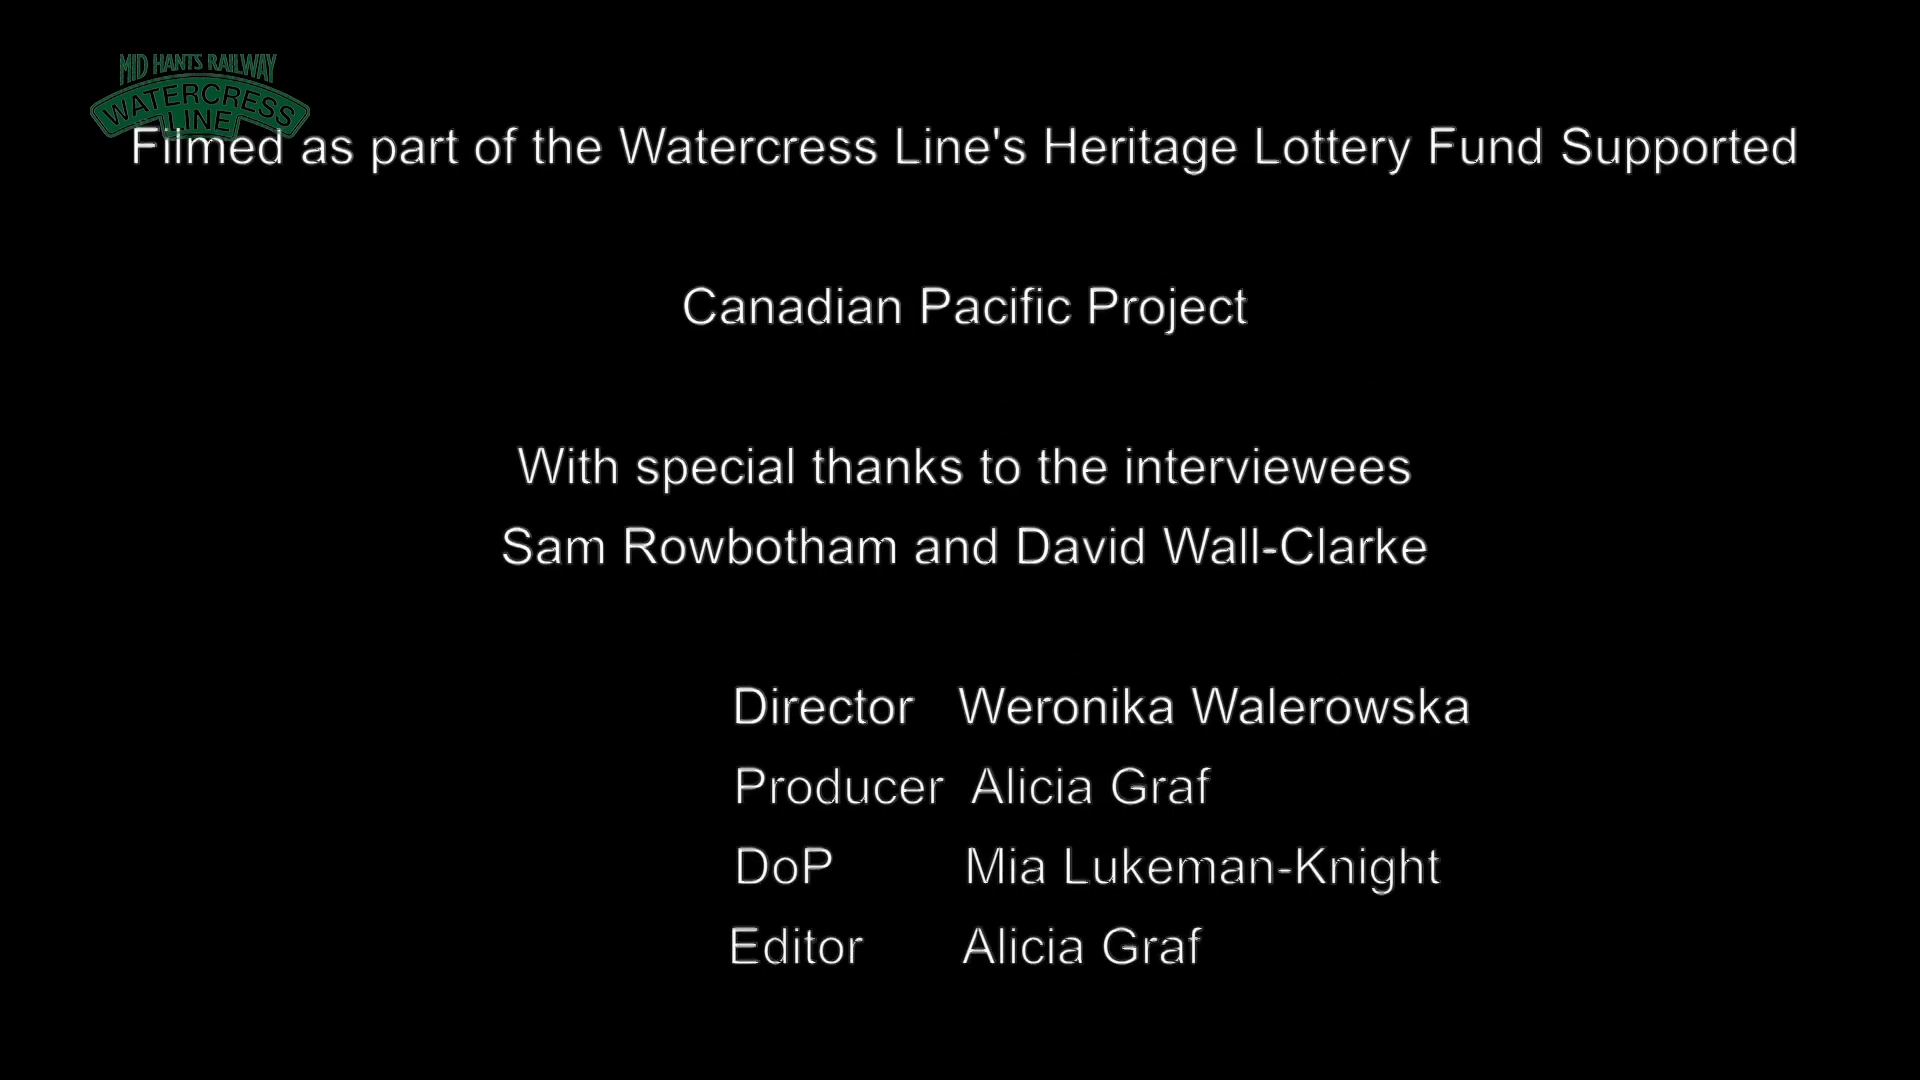 MID HANTS RAILWAY
WATERCRESS
LINE
Filmed as part of the Watercress Line's Heritage Lottery Fund Supported
Canadian Pacific Project
With special thanks to the interviewees
Sam Rowbotham and David Wall-Clarke
Director Weronika Walerowska
Producer Alicia Graf
DoP Mia Lukeman-Knight
Editor Alicia Graf